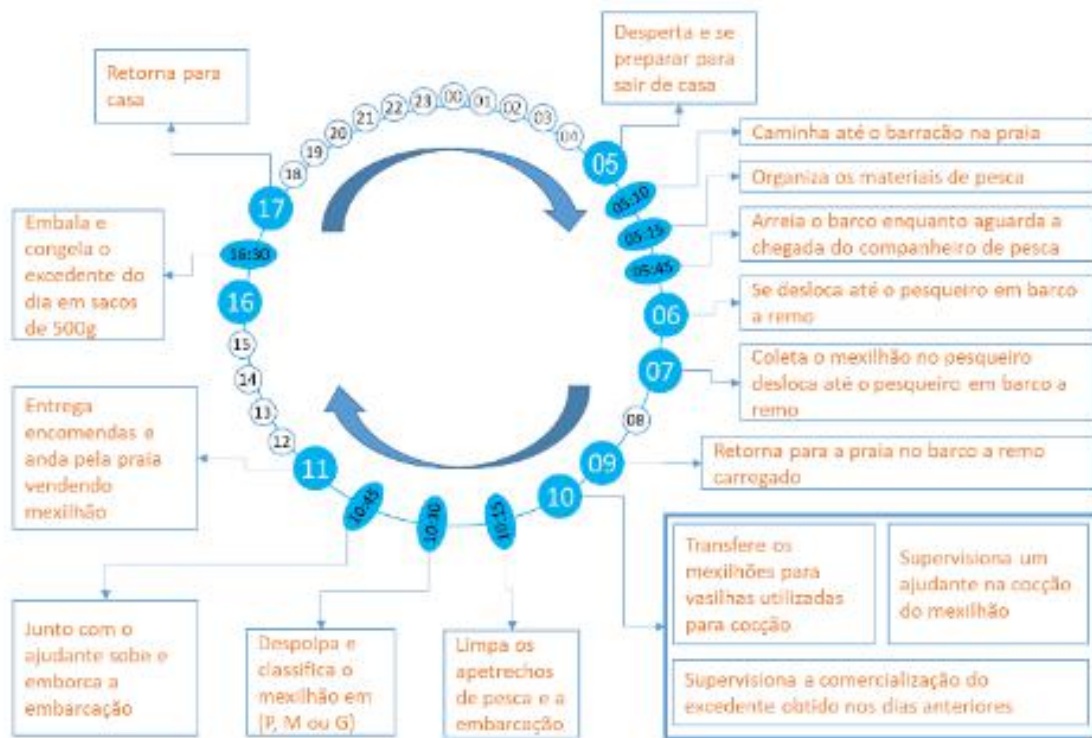 Desperta e se
preparar para
sair de casa
Retorna para
casa
00
01
02
03
04
05
05:10
05:15
05:45
06
07
08
09
10
10:15
10:30
10:45
11
12
13
14
15
16
16:30
17
18
19
20
21
22
23
Caminha até o barracão na praia
Organiza os materiais de pesca
Arreia o barco enquanto aguarda a
chegada do companheiro de pesca
Se desloca até o pesqueiro em barco
a remo
Coleta o mexilhão no pesqueiro
desloca até o pesqueiro em barco a
remo
Retorna para a praia no barco a remo
carregado
Transfere os
mexilhões para
vasilhas utilizadas
para cocção
Supervisiona um
ajudante na cocção
do mexilhão
Supervisiona a comercialização do
excedente obtido nos dias anteriores
Limpa os
apetrechos
de pesca e a
embarcação
Despolpa e
classifica o
mexilhão em
(P, M ou G)
Junto com o
ajudante sobe e
emborca a
embarcação
Entrega
encomendas e
anda pela praia
vendendo
mexilhão
Embala e
congela o
excedente do
dia em sacos
de 500g